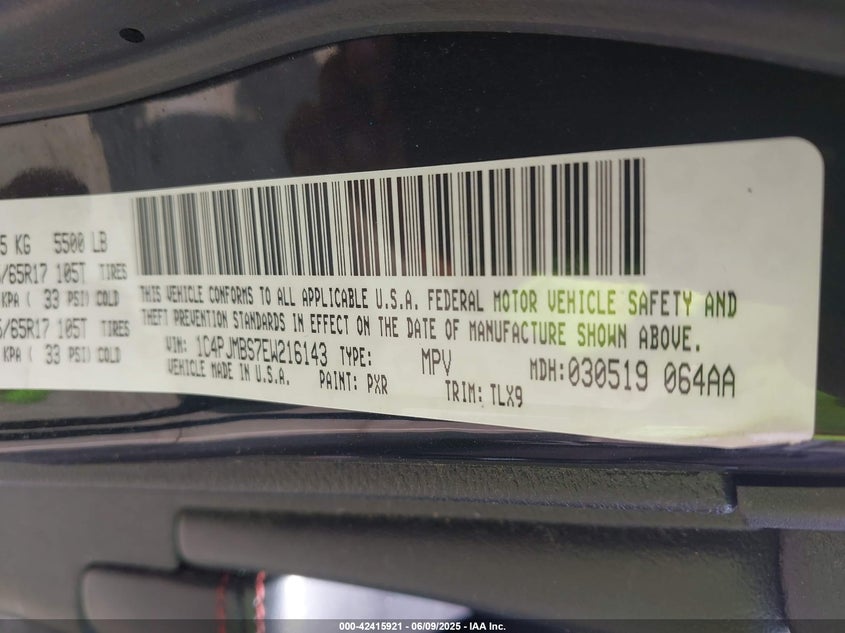 5 KG 5500 LB
/65R17 105T TIRES
KPA ( 33 PSI) COLD
/65R17 105T TIRES
KPA ( 33 PSI) COLD
THIS VEHICLE CONFORMS TO ALL APPLICABLE U.S.A. FEDERAL MOTOR VEHICLE SAFETY AND
THEFT PREVENTION STANDARDS IN EFFECT ON THE DATE OF MANUFACTURE SHOWN ABOVE.
VIN: 1C4PJMBS7EW216143 TYPE: MPV MDH:030519 064AA
VEHICLE MADE IN U.S.A. PAINT: PXR TRIM: TLX9
000-42415921 - 06/09/2025 - IAA Inc.